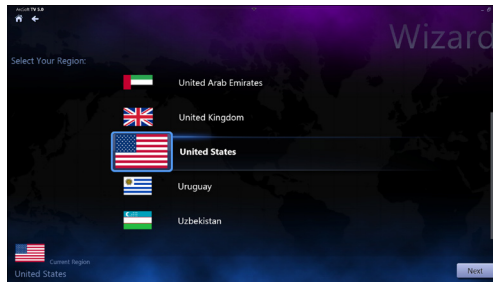 ArcSoft TV 5.0
Wizard
Select Your Region:
United Arab Emirates
United Kingdom
United States
Uruguay
Uzbekistan
Current Region
United States
Next